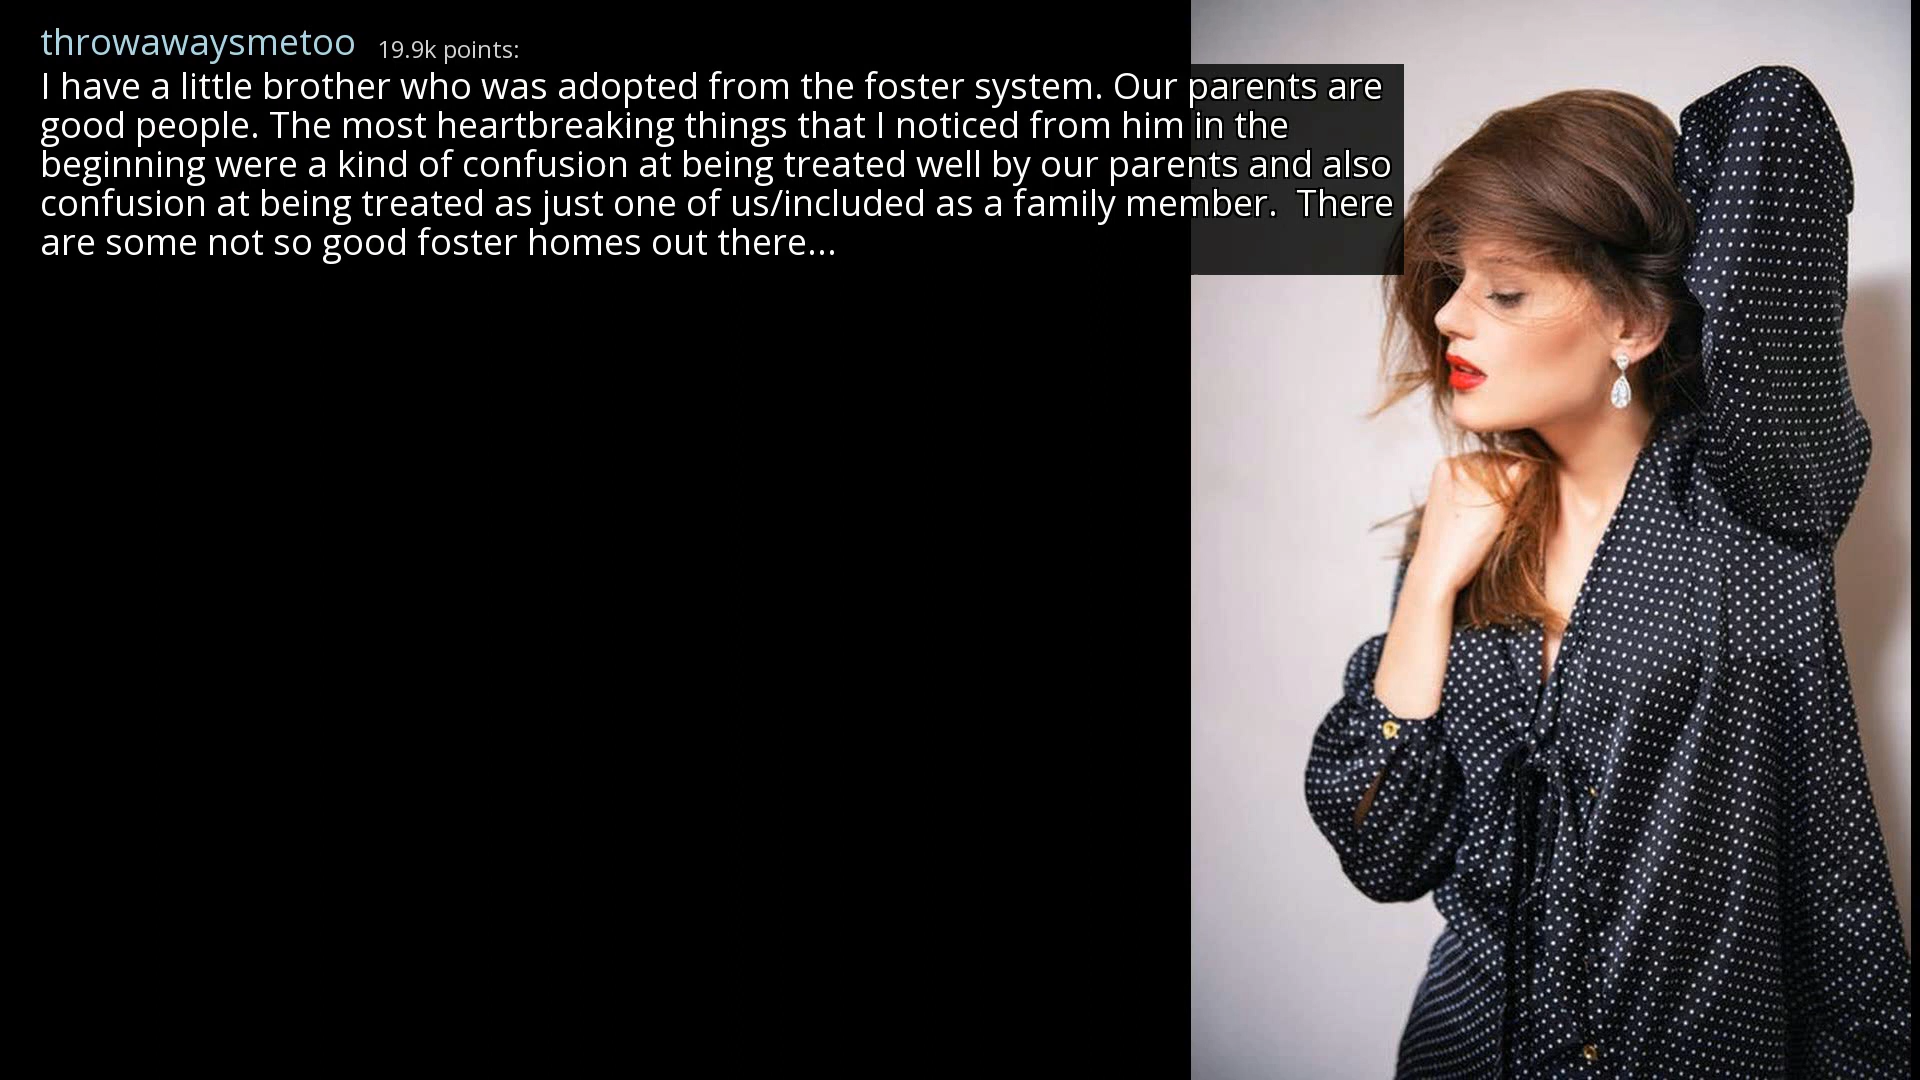 throwawaysmetoo 19.9k points:
I have a little brother who was adopted from the foster system. Our parents are
good people. The most heartbreaking things that I noticed from him in the
beginning were a kind of confusion at being treated well by our parents and also
confusion at being treated as just one of us/included as a family member.  There
are some not so good foster homes out there...